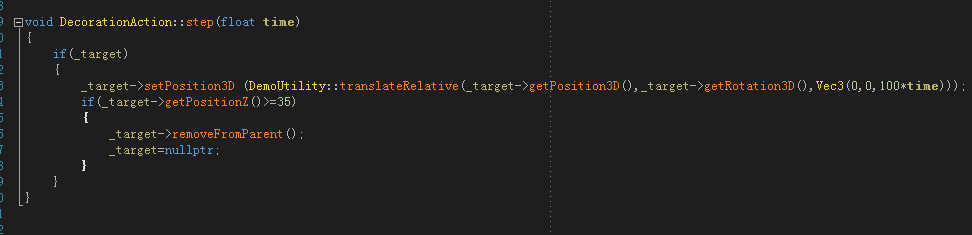 void DecorationAction::step(float time)
{
if(_target)
{
_target->setPosition3D (DemoUtility::translateRelative(_target->getPosition3D(),_target->getRotation3D(),Vec3(0,0,100*time)));
if(_target->getPositionZ()>=35)
{
_target->removeFromParent();
_target=nullptr;
}
}
}